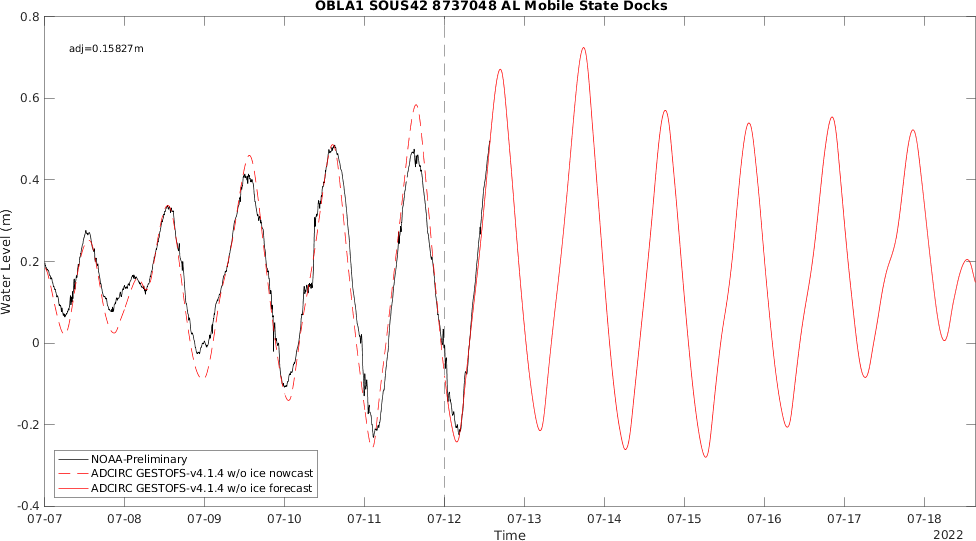 OBLA1 SOUS42 8737048 AL Mobile State Docks
0.8
adj=0.15827m
0.6
0.4
0.2
0
-0.2
-0.4
Water Level (m)
NOAA-Preliminary
ADCIRC GESTOFS-v4.1.4 w/o ice nowcast
ADCIRC GESTOFS-v4.1.4 w/o ice forecast
07-07 07-08 07-09 07-10 07-11 07-12 07-13 07-14 07-15 07-16 07-17 07-18
Time
2022